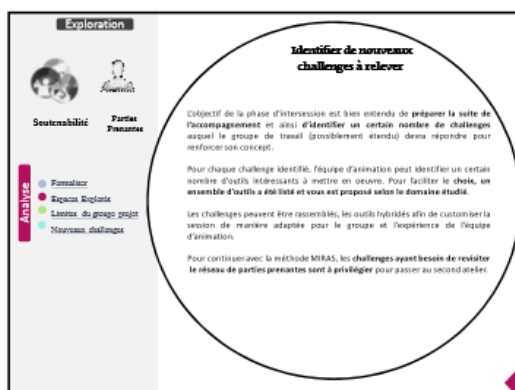 Exploration
Soutenabilité
Parties
Prenantes
Analyse
Formaliser
Espaces Explorés
Limites du groupe projet
Nouveaux challenges
Identifier de nouveaux
challenges à relever
L'objectif de la phase d'intersession est bien entendu de préparer la suite de
l'accompagnement et ainsi d'identifier un certain nombre de challenges
auquel le groupe de travail (possiblement étendu) devra répondre pour
renforcer son concept.
Pour chaque challenge identifié, l'équipe d'animation peut identifier un certain
nombre d'outils intéressants à mettre en oeuvre. Pour faciliter le choix, un
ensemble d'outils a été listé et vous est proposé selon le domaine étudié.
Les challenges peuvent être rassemblés, les outils hybridés afin de customiser la
session de manière adaptée pour le groupe et l'expérience de l'équipe
d'animation.
Pour continuer avec la méthode MIRAS, les challenges ayant besoin de revisiter
le réseau de parties prenantes sont à privilégier pour passer au second atelier.